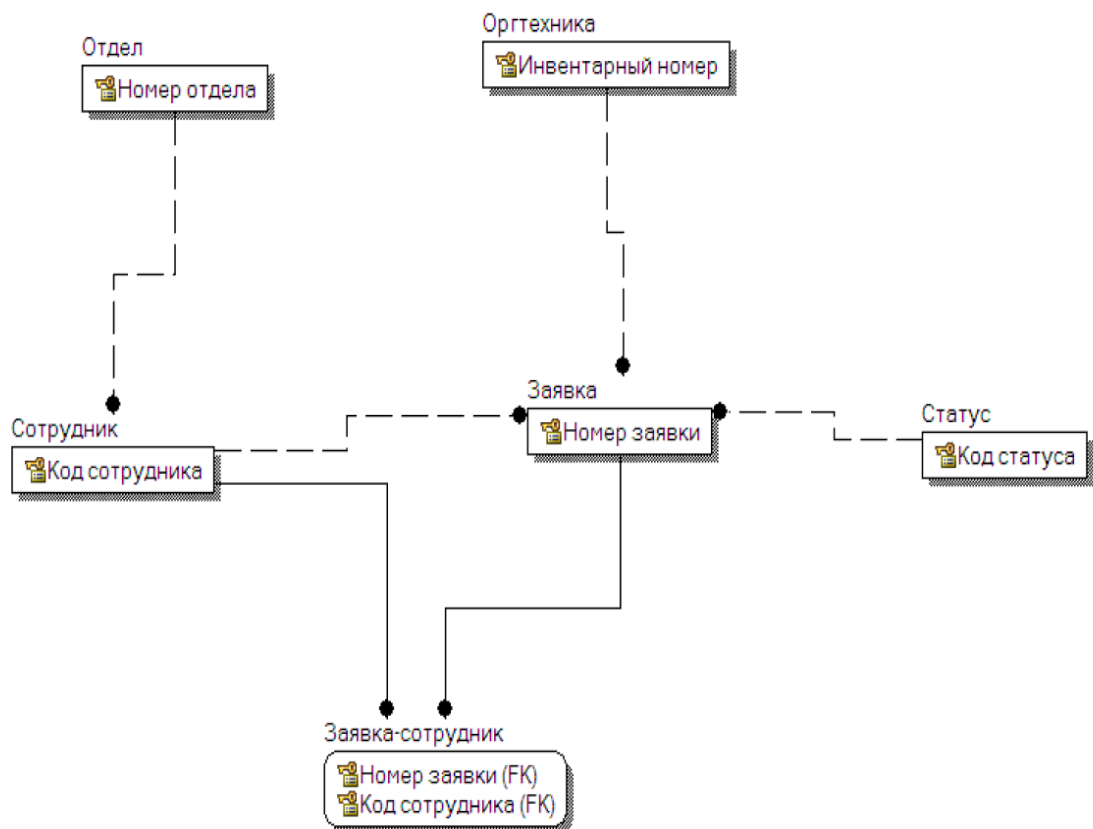 Оргтехника
Отдел
Инвентарный номер
Номер отдела
Заявка
Номер заявки
Статус
Код статуса
Сотрудник
Код сотрудника
Заявка-сотрудник
Номер заявки (FK)
Код сотрудника (FK)